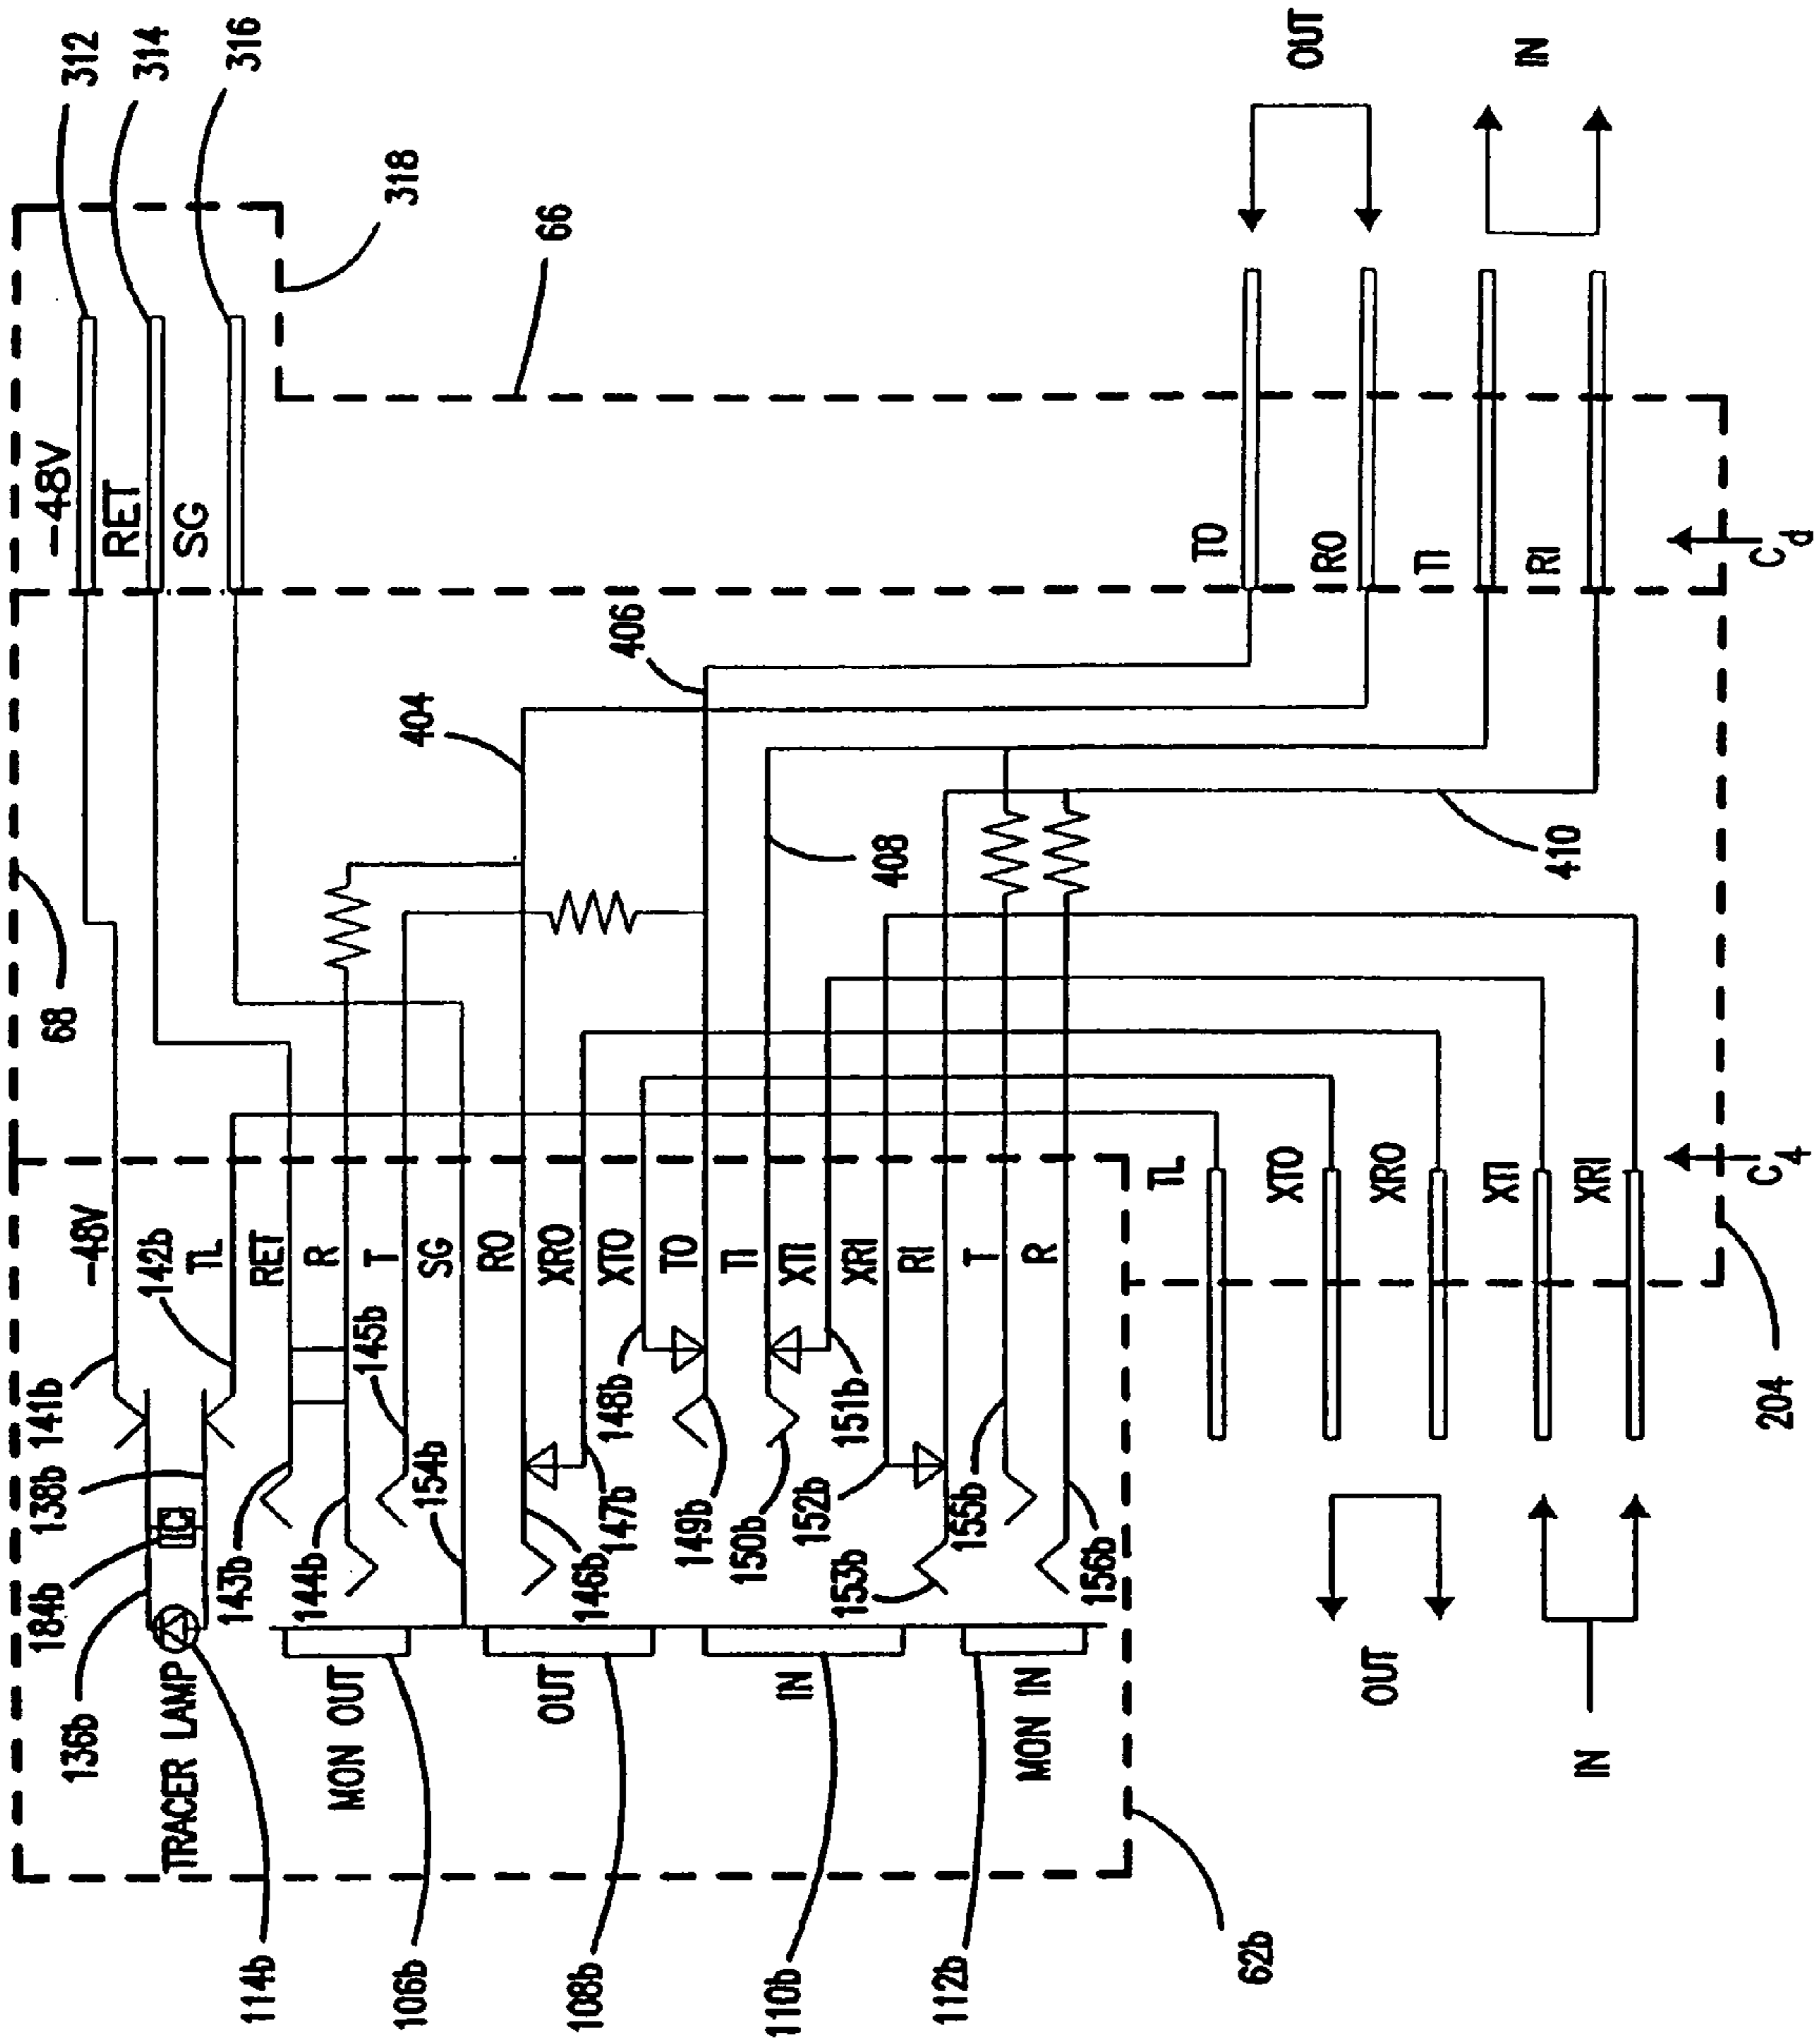 312
314
316
318
66
-48V
RET
SG
TO
RO
TI
RI
C
d
OUT
IN
68
404
406
408
410
-48V
TL
RET
R
T
SG
RO
XRO
XTO
TO
TI
XTI
XRI
RI
T
R
TL
XTO
XRO
XTI
XRI
C
4
204
136b
184b
138b
141b
142b
143b
144b
145b
154b
146b
147b
148b
149b
150b
151b
152b
153b
155b
156b
IC
TRACER LAMP
MON OUT
OUT
IN
MON IN
OUT
IN
114b
106b
108b
110b
112b
62b